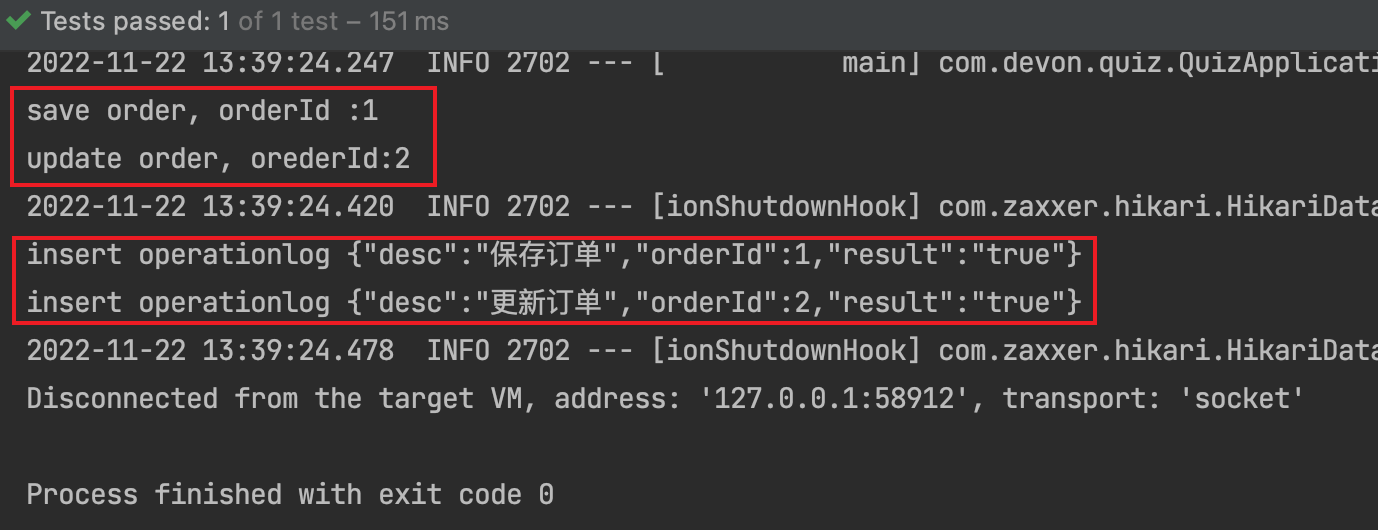 Tests passed: 1 of 1 test – 151 ms
2022-11-22 13:39:24.247  INFO 2702 --- [           main] com.devon.quiz.QuizApplicati
save order, orderId :1
update order, orederId:2
2022-11-22 13:39:24.420  INFO 2702 --- [ionShutdownHook] com.zaxxer.hikari.HikariData
insert operationlog {"desc":"保存订单","orderId":1,"result":"true"}
insert operationlog {"desc":"更新订单","orderId":2,"result":"true"}
2022-11-22 13:39:24.478  INFO 2702 --- [ionShutdownHook] com.zaxxer.hikari.HikariData
Disconnected from the target VM, address: '127.0.0.1:58912', transport: 'socket'
Process finished with exit code 0